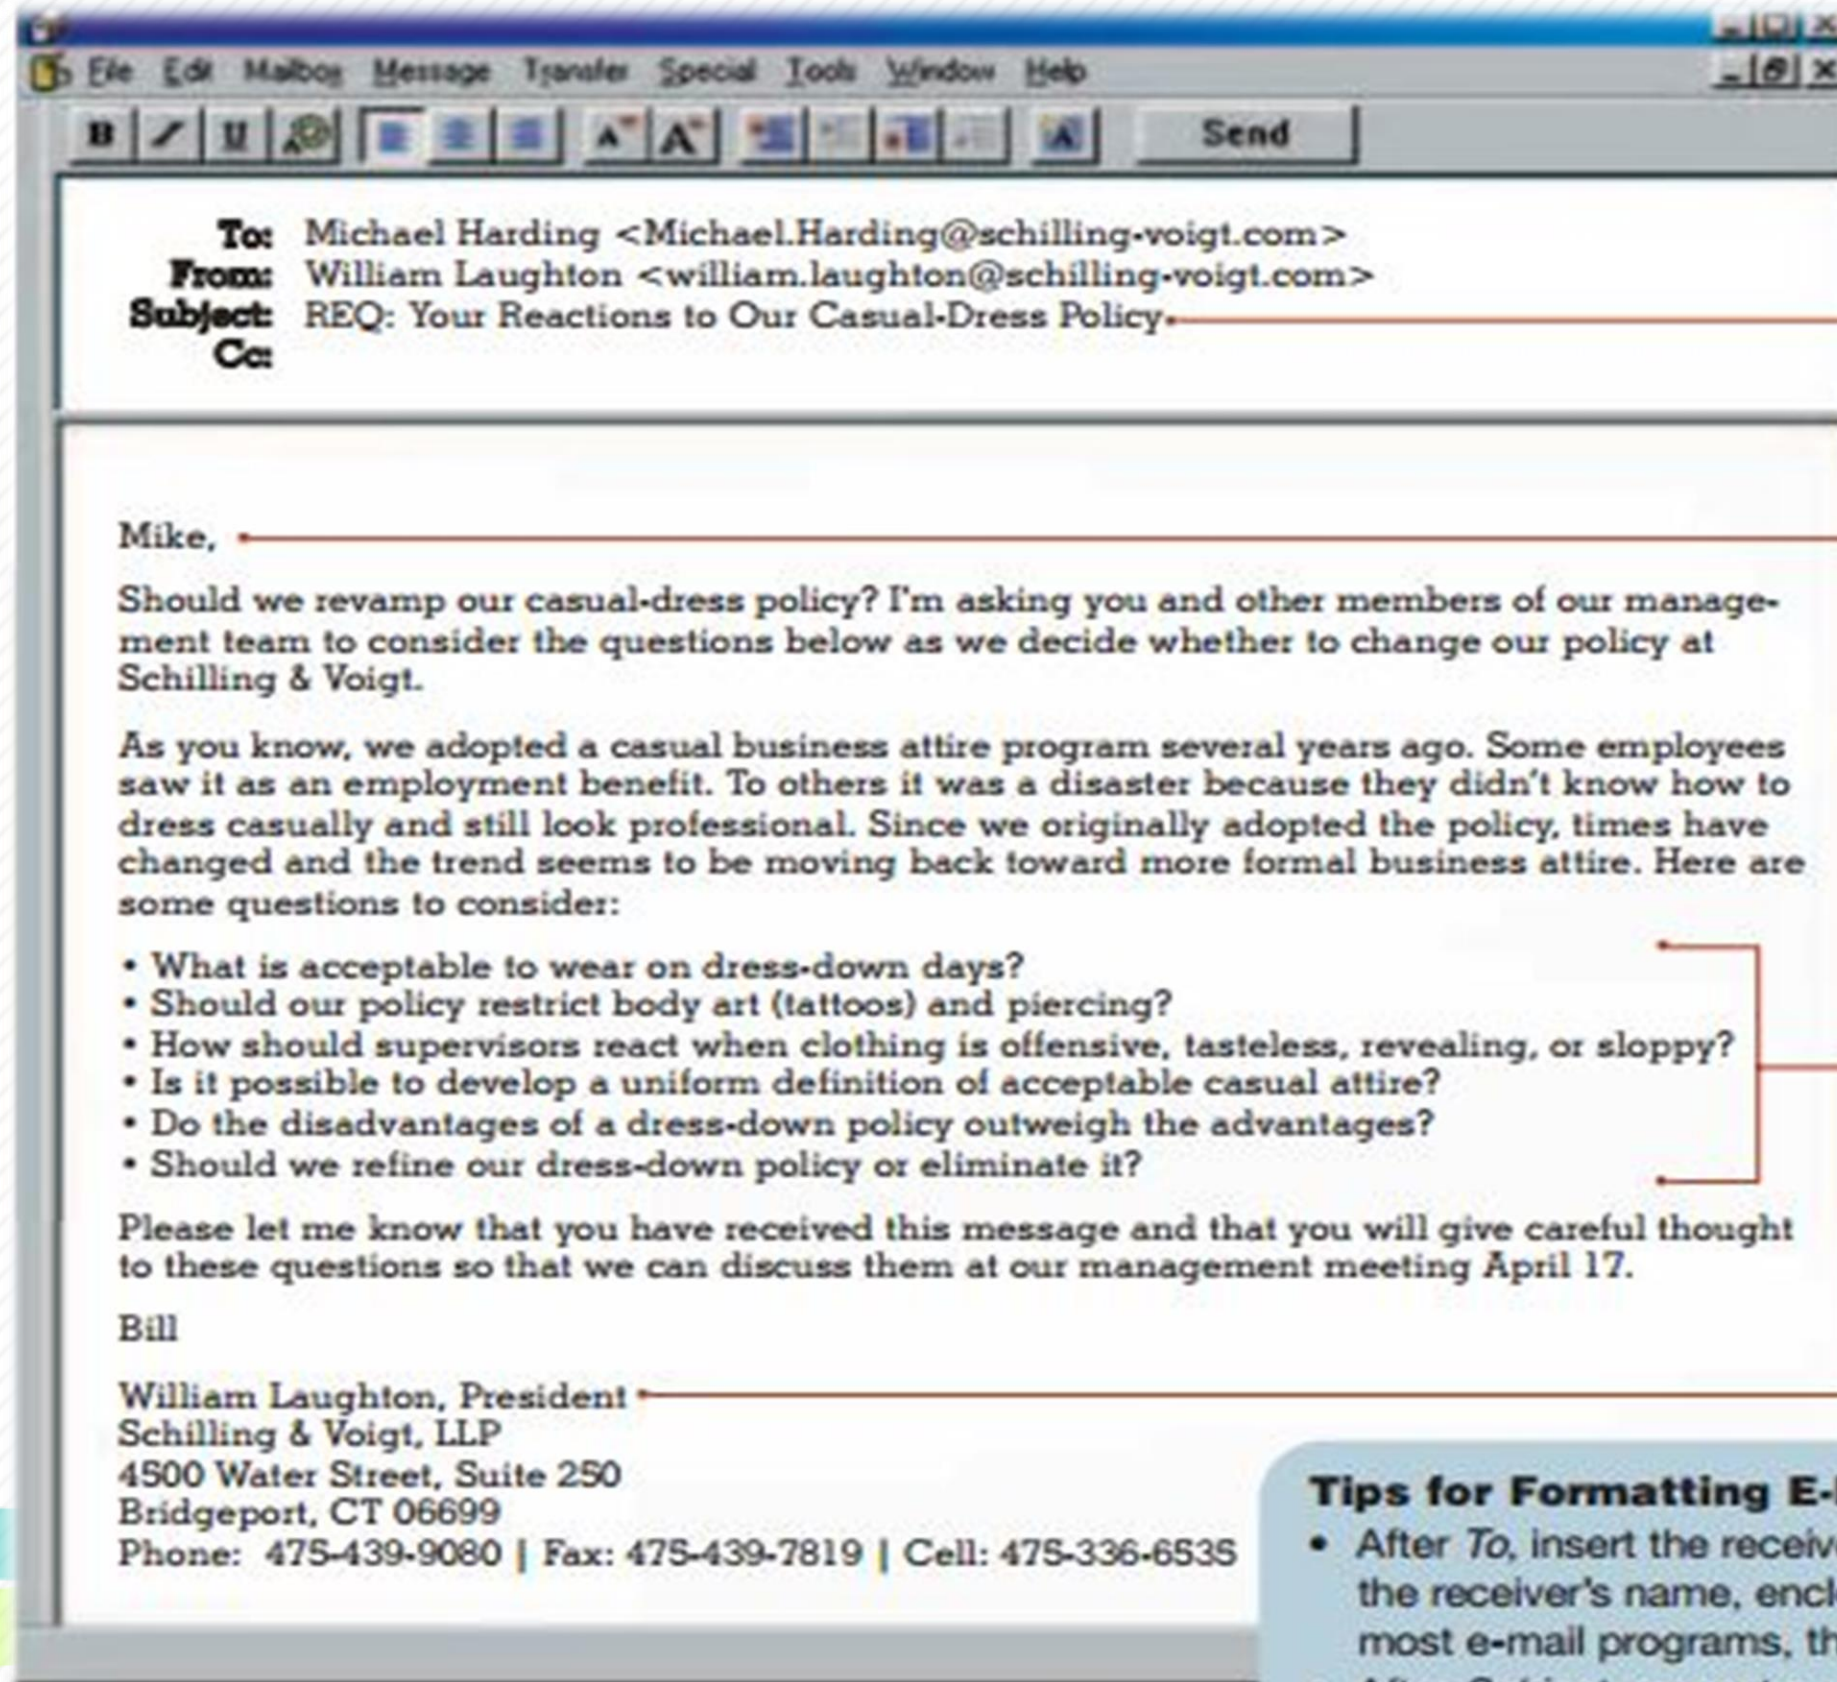 File Edit Mailbox Message Transfer Special Tools Window Help
B I U A A A A Send
To: Michael Harding <Michael.Harding@schilling-voigt.com>
From: William Laughton <william.laughton@schilling-voigt.com>
Subject: REQ: Your Reactions to Our Casual-Dress Policy
Cc:
Mike,
Should we revamp our casual-dress policy? I'm asking you and other members of our manage-
ment team to consider the questions below as we decide whether to change our policy at
Schilling & Voigt.
As you know, we adopted a casual business attire program several years ago. Some employees
saw it as an employment benefit. To others it was a disaster because they didn't know how to
dress casually and still look professional. Since we originally adopted the policy, times have
changed and the trend seems to be moving back toward more formal business attire. Here are
some questions to consider:
• What is acceptable to wear on dress-down days?
• Should our policy restrict body art (tattoos) and piercing?
• How should supervisors react when clothing is offensive, tasteless, revealing, or sloppy?
• Is it possible to develop a uniform definition of acceptable casual attire?
• Do the disadvantages of a dress-down policy outweigh the advantages?
• Should we refine our dress-down policy or eliminate it?
Please let me know that you have received this message and that you will give careful thought
to these questions so that we can discuss them at our management meeting April 17.
Bill
William Laughton, President
Schilling & Voigt, LLP
4500 Water Street, Suite 250
Bridgeport, CT 06699
Phone: 475-439-9080 | Fax: 475-439-7819 | Cell: 475-336-6535
Tips for Formatting E-
• After To, insert the receiv
the receiver's name, encl
most e-mail programs, th